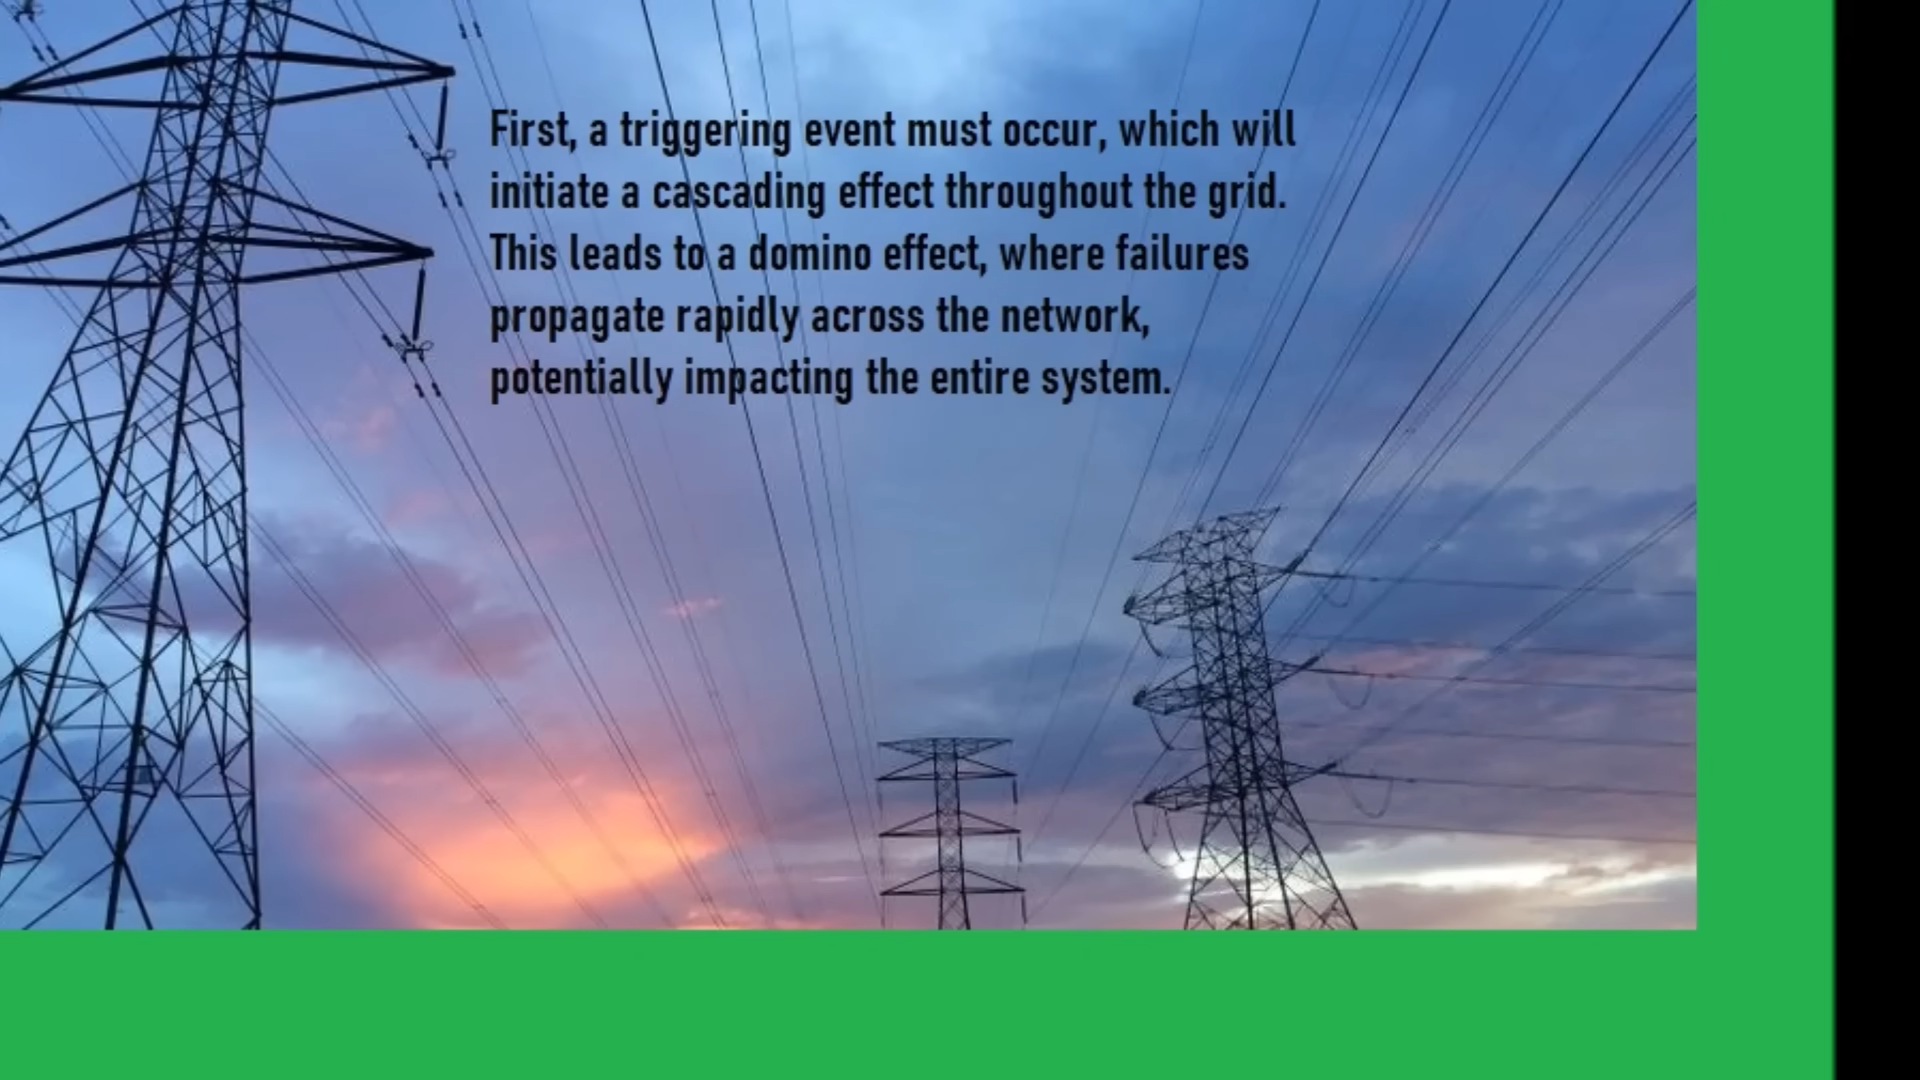 First, a triggering event must occur, which will
initiate a cascading effect throughout the grid.
This leads to a domino effect, where failures
propagate rapidly across the network,
potentially impacting the entire system.